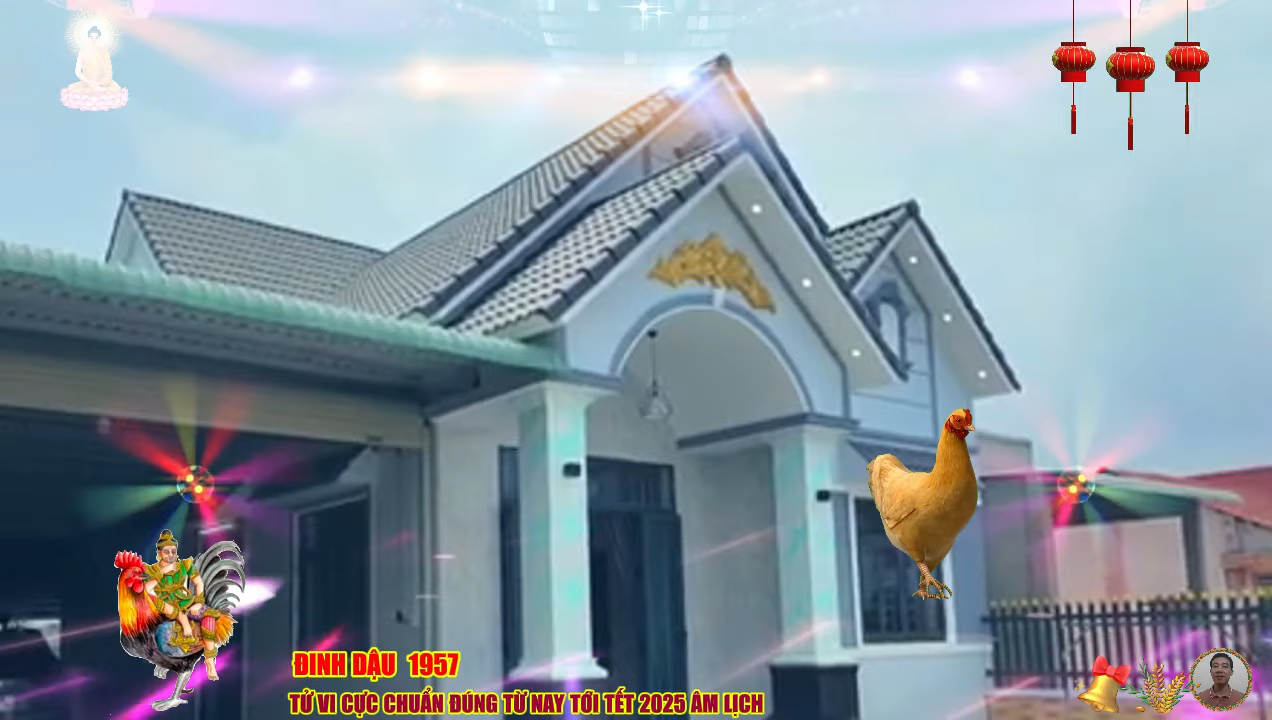 ĐINH DẬU 1957
TỬ VI CỰC CHUẨN ĐÚNG TỪ NAY TỚI TẾT 2025 ÂM LỊCH